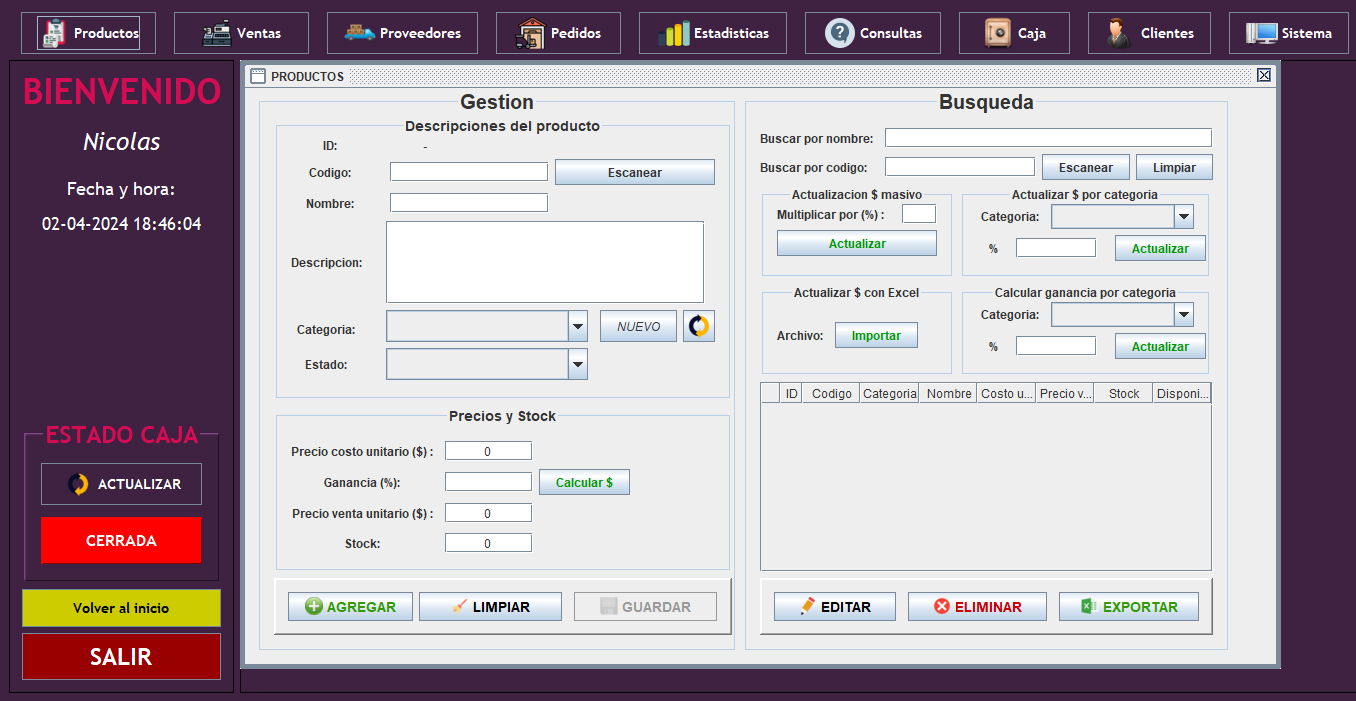 Productos Ventas Proveedores Pedidos Estadisticas Consultas Caja Clientes Sistema
BIENVENIDO
Nicolas
Fecha y hora:
02-04-2024 18:46:04
ESTADO CAJA
ACTUALIZAR
CERRADA
Volver al inicio
SALIR
PRODUCTOS
Gestion
Descripciones del producto
ID: -
Codigo: Escanear
Nombre:
Descripcion:
Categoria: NUEVO
Estado:
Precios y Stock
Precio costo unitario ($) : 0
Ganancia (%): Calcular $
Precio venta unitario ($) : 0
Stock: 0
AGREGAR LIMPIAR GUARDAR
Busqueda
Buscar por nombre:
Buscar por codigo: Escanear Limpiar
Actualizacion $ masivo
Multiplicar por (%) :
Actualizar
Actualizar $ por categoria
Categoria:
% Actualizar
Actualizar $ con Excel
Archivo: Importar
Calcular ganancia por categoria
Categoria:
% Actualizar
ID Codigo Categoria Nombre Costo u... Precio v... Stock Disponi...
EDITAR ELIMINAR EXPORTAR